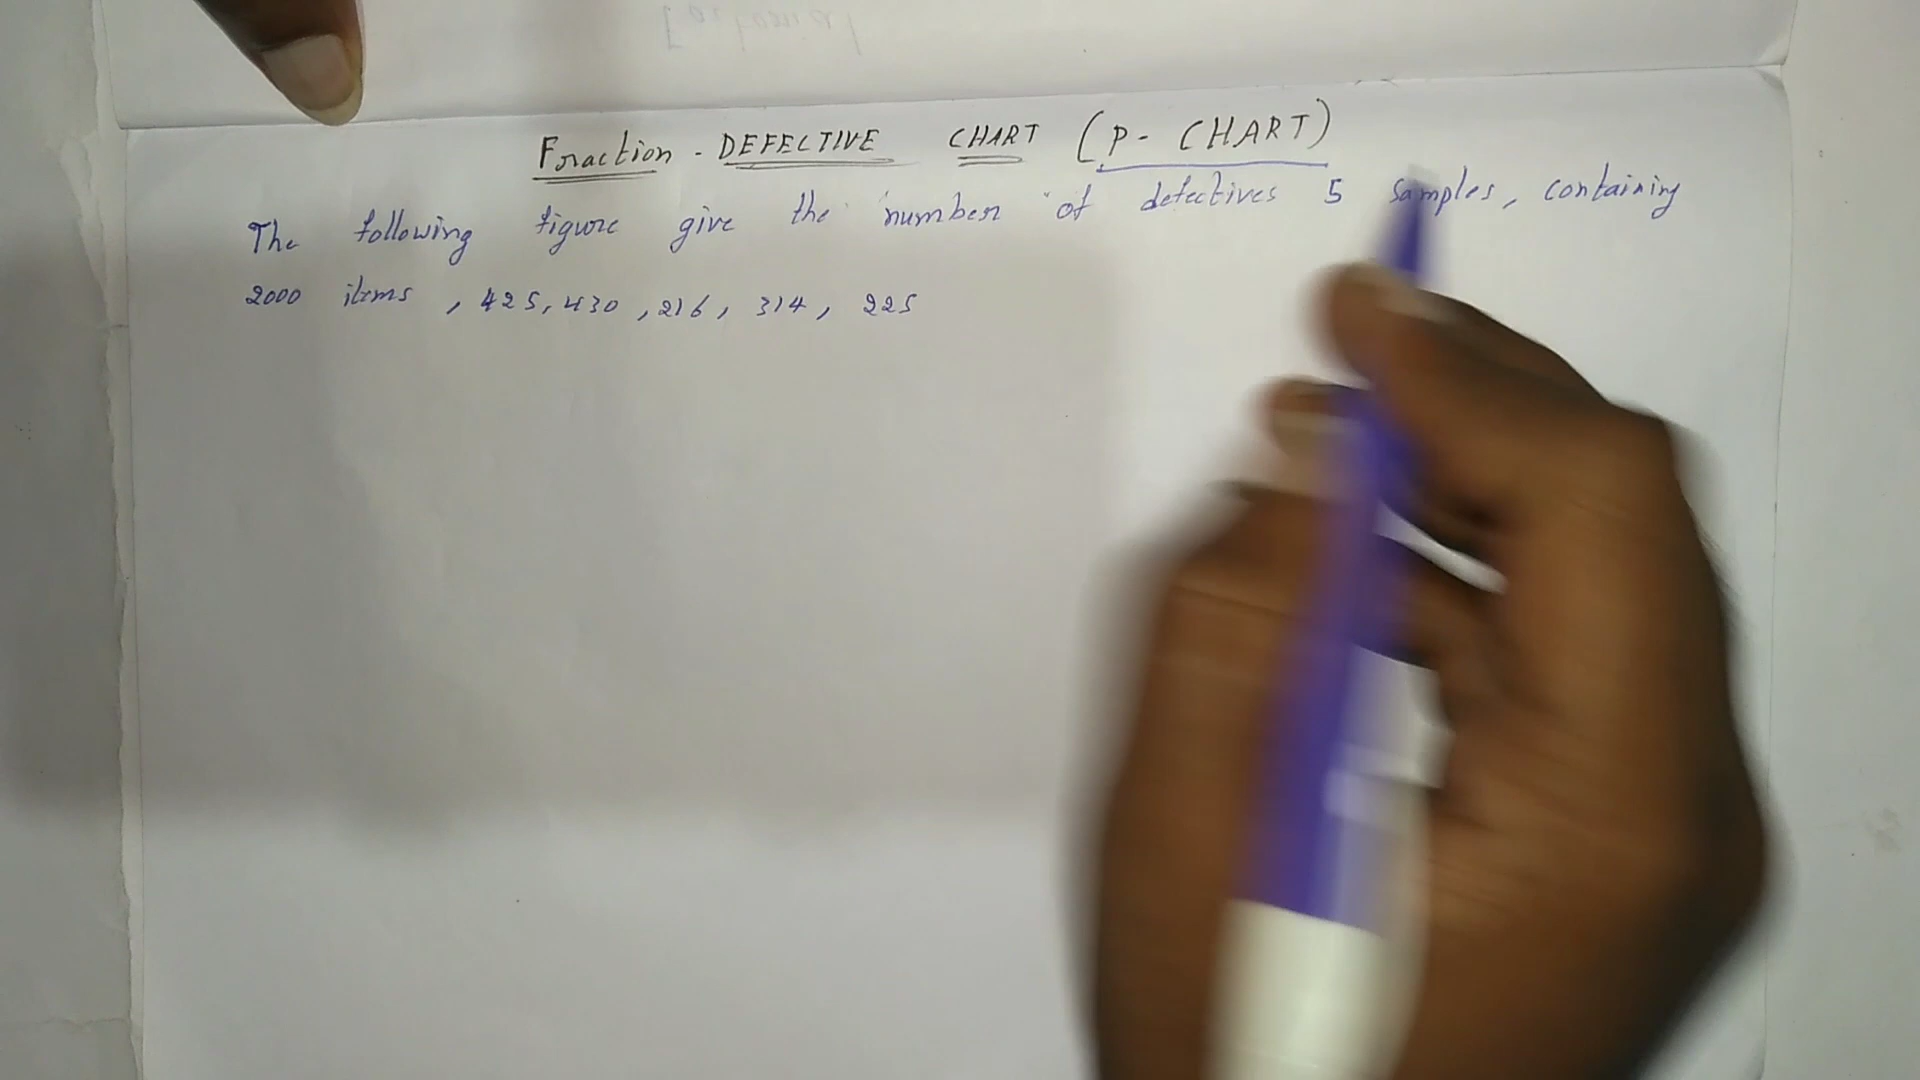 Fraction - DEFECTIVE CHART (P- CHART)
The following figure give the number of defectives 5 samples, containing
2000 items , 425, 430 , 216 , 314 , 225